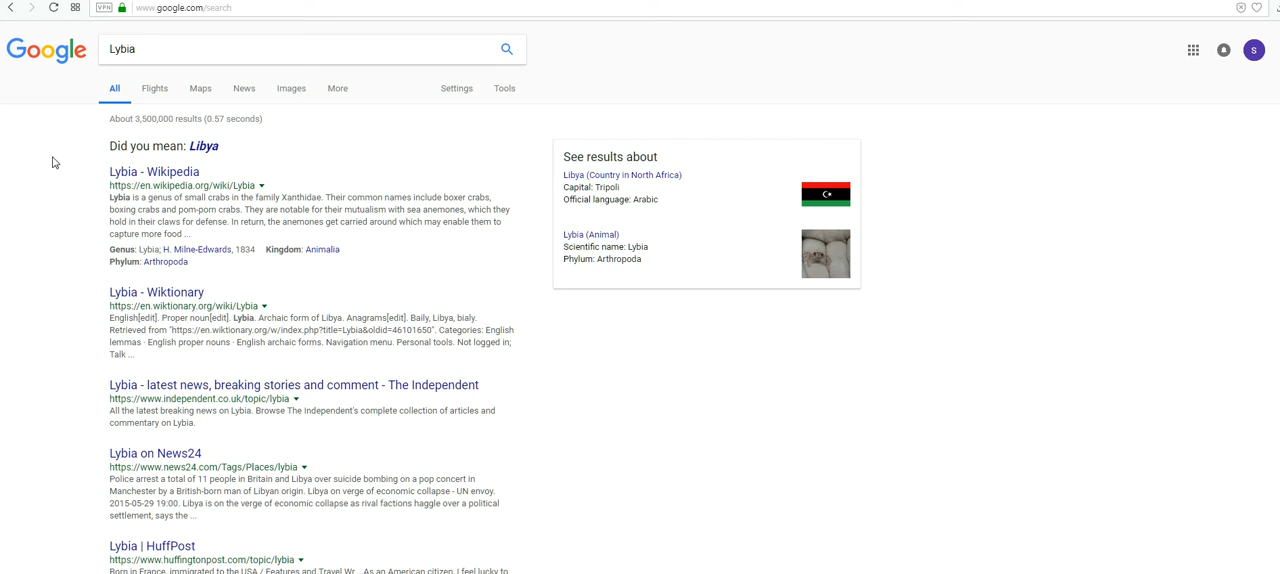 VPN www.google.com/search
Google Lybia S
All Flights Maps News Images More Settings Tools
About 3,500,000 results (0.57 seconds)
Did you mean: Libya
Lybia - Wikipedia
https://en.wikipedia.org/wiki/Lybia
Lybia is a genus of small crabs in the family Xanthidae. Their common names include boxer crabs,
boxing crabs and pom-pom crabs. They are notable for their mutualism with sea anemones, which they
hold in their claws for defense. In return, the anemones get carried around which may enable them to
capture more food ...
Genus: Lybia; H. Milne-Edwards, 1834 Kingdom: Animalia
Phylum: Arthropoda
Lybia - Wiktionary
https://en.wiktionary.org/wiki/Lybia
English[edit]. Proper noun[edit]. Lybia. Archaic form of Libya. Anagrams[edit]. Baily, Libya, bialy.
Retrieved from "https://en.wiktionary.org/w/index.php?title=Lybia&oldid=46101650". Categories: English
lemmas · English proper nouns · English archaic forms. Navigation menu. Personal tools. Not logged in;
Talk ...
Lybia - latest news, breaking stories and comment - The Independent
https://www.independent.co.uk/topic/lybia
All the latest breaking news on Lybia. Browse The Independent's complete collection of articles and
commentary on Lybia.
Lybia on News24
https://www.news24.com/Tags/Places/lybia
Police arrest a total of 11 people in Britain and Libya over suicide bombing on a pop concert in
Manchester by a British-born man of Libyan origin. Libya on verge of economic collapse - UN envoy.
2015-05-29 19:00. Libya is on the verge of economic collapse as rival factions haggle over a political
settlement, says the ...
Lybia | HuffPost
https://www.huffingtonpost.com/topic/lybia
Born in France, immigrated to the USA / Features and Travel Wr... As an American citizen, I feel lucky to
See results about
Libya (Country in North Africa)
Capital: Tripoli
Official language: Arabic
Lybia (Animal)
Scientific name: Lybia
Phylum: Arthropoda